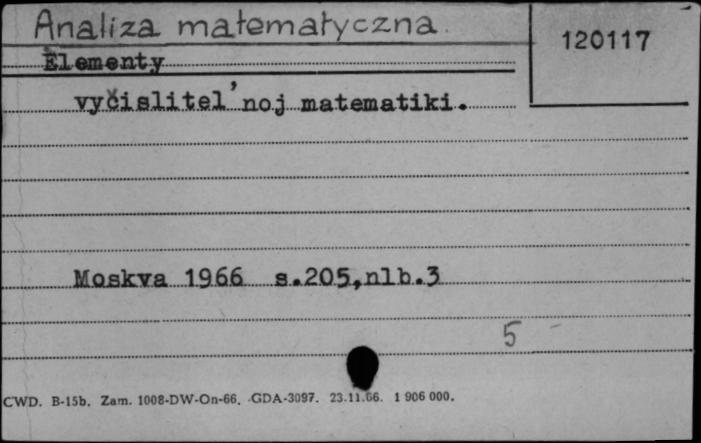 Analiza matematyczna.
120117
Elementy
vyčislitel'noj matematiki.
Moskva 1966 s.205,nlb.3
5 -
CWD. B-15b. Zam. 1008-DW-On-66. GDA-3097. 23.11.66. 1 906 000.